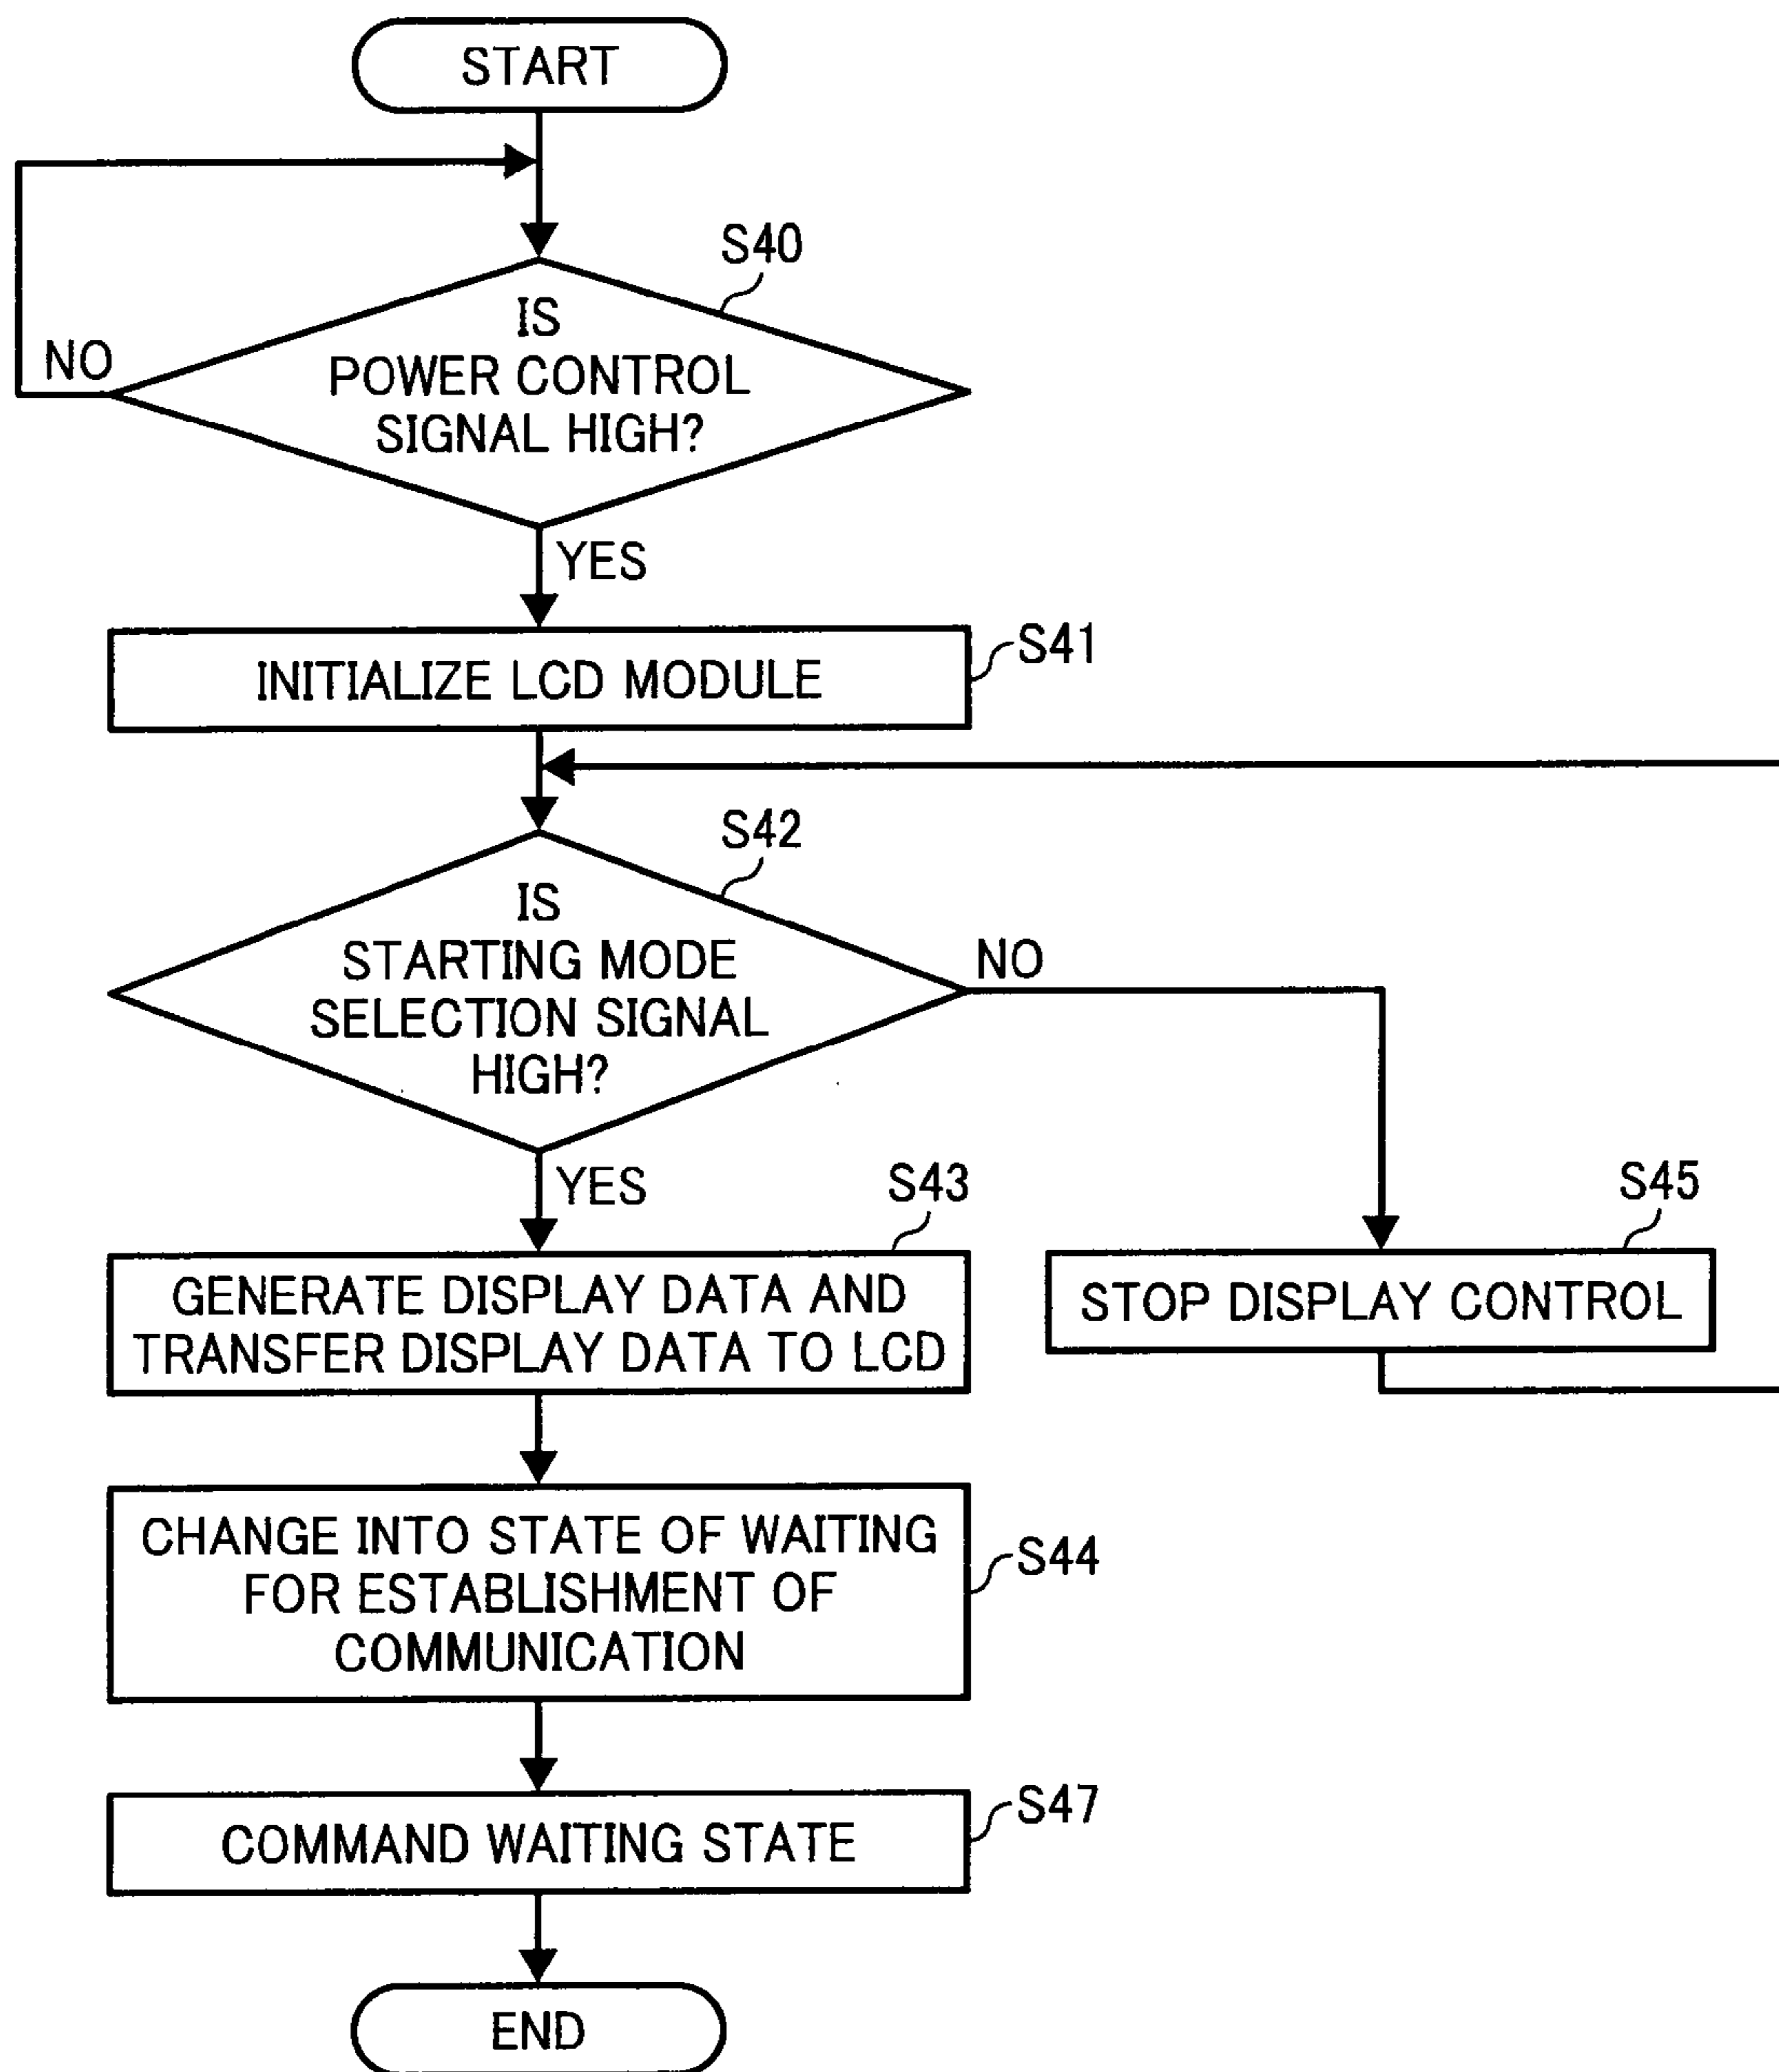 START
S40
IS
POWER CONTROL
SIGNAL HIGH?
NO
YES
INITIALIZE LCD MODULE
S41
S42
IS
STARTING MODE
SELECTION SIGNAL
HIGH?
NO
YES
S43
GENERATE DISPLAY DATA AND
TRANSFER DISPLAY DATA TO LCD
S45
STOP DISPLAY CONTROL
CHANGE INTO STATE OF WAITING
FOR ESTABLISHMENT OF
COMMUNICATION
S44
COMMAND WAITING STATE
S47
END